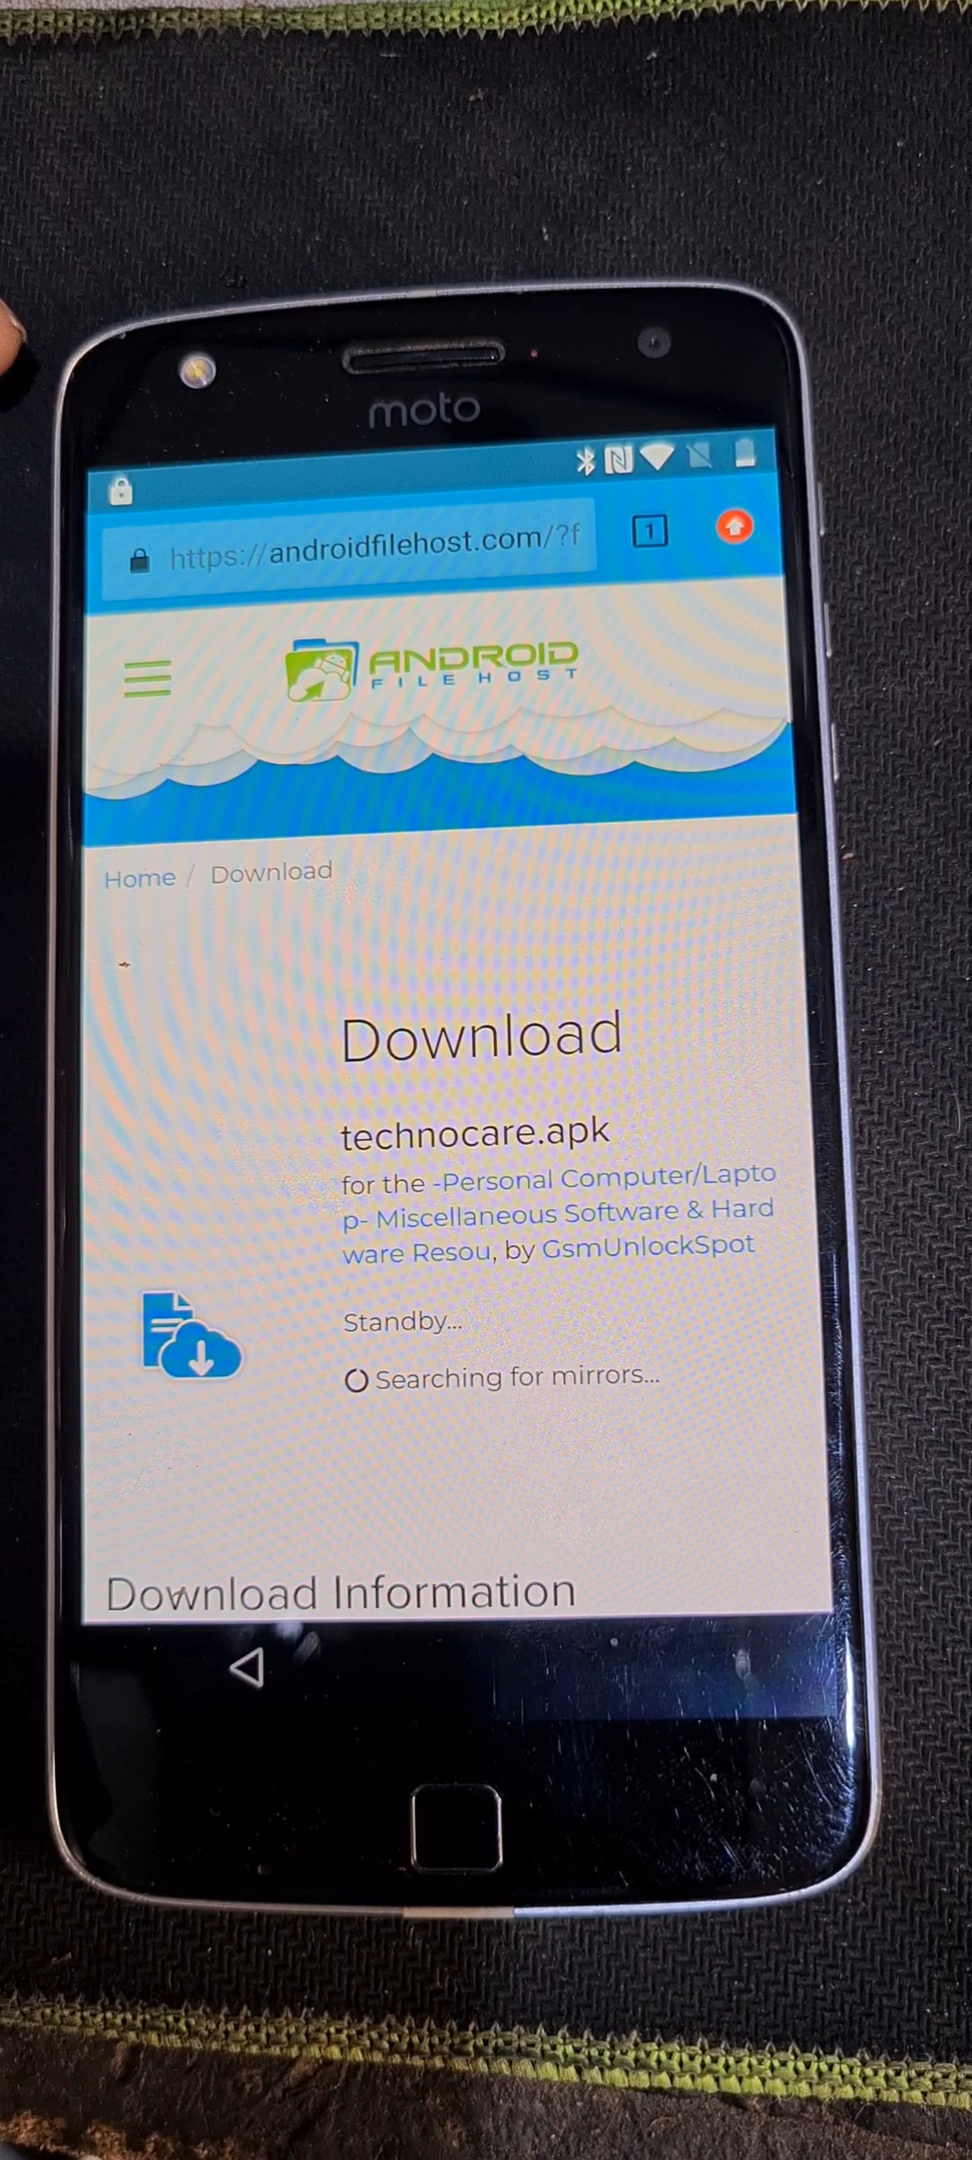 moto
https://androidfilehost.com/?f
1
ANDROID
FILE HOST
Home / Download
Download
technocare.apk
for the -Personal Computer/Lapto
p- Miscellaneous Software & Hard
ware Resou, by GsmUnlockSpot
Standby...
Searching for mirrors...
Download Information